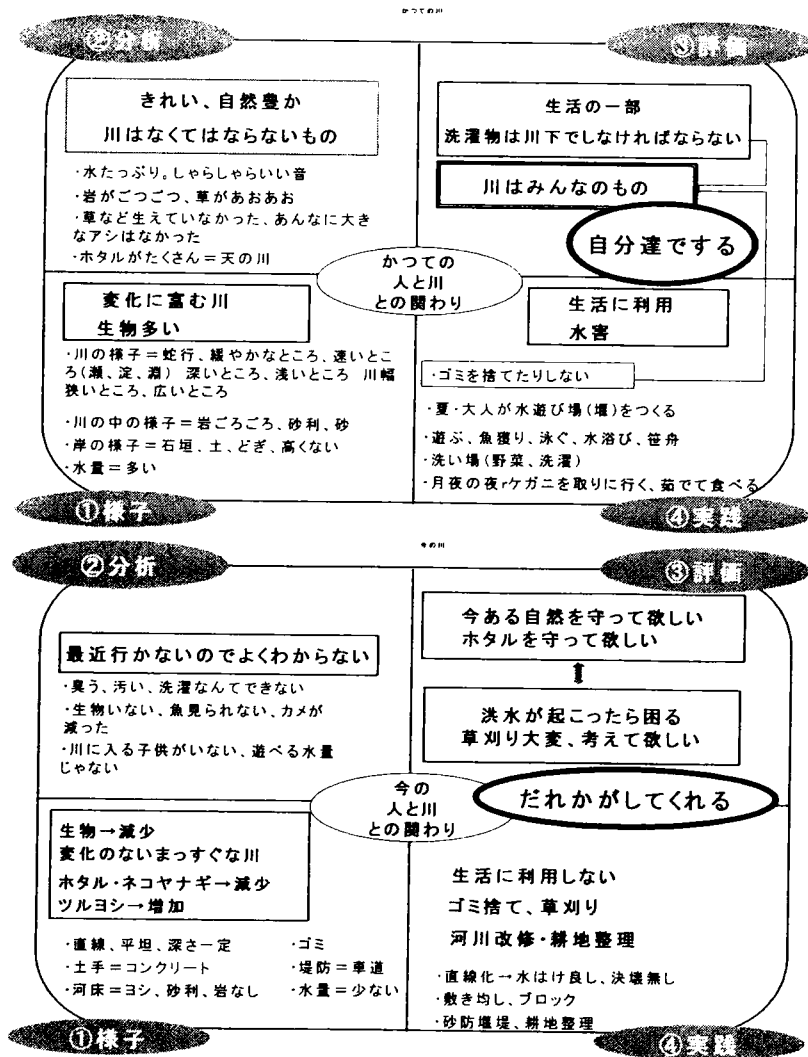 かつての川
②分析
③評価
きれい、自然豊か
川はなくてはならないもの
・水たっぷり。しゃらしゃらいい音
・岩がごつごつ、草があおあお
・草など生えていなかった、あんなに大き
なアシはなかった
・ホタルがたくさん＝天の川
生活の一部
洗濯物は川下でしなければならない
川はみんなのもの
自分達でする
かつての
人と川
との関わり
変化に富む川
生物多い
・川の様子＝蛇行、緩やかなところ、速いとこ
ろ(瀬、淀、淵)　深いところ、浅いところ　川幅
狭いところ、広いところ
・川の中の様子＝岩ごろごろ、砂利、砂
・岸の様子＝石垣、土、どぎ、高くない
・水量＝多い
生活に利用
水害
・ゴミを捨てたりしない
・夏・大人が水遊び場(堰)をつくる
・遊ぶ、魚獲り、泳ぐ、水浴び、笹舟
・洗い場(野菜、洗濯)
・月夜の夜rケガニを取りに行く、茹でて食べる
①様子
④実践
今の川
②分析
③評価
最近行かないのでよくわからない
・臭う、汚い、洗濯なんてできない
・生物いない、魚見られない、カメが
減った
・川に入る子供がいない、遊べる水量
じゃない
今ある自然を守って欲しい
ホタルを守って欲しい
洪水が起こったら困る
草刈り大変、考えて欲しい
だれかがしてくれる
今の
人と川
との関わり
生物→減少
変化のないまっすぐな川
ホタル・ネコヤナギ→減少
ツルヨシ→増加
・直線、平坦、深さ一定
・土手＝コンクリート
・河床＝ヨシ、砂利、岩なし
・ゴミ
・堤防＝車道
・水量＝少ない
生活に利用しない
ゴミ捨て、草刈り
河川改修・耕地整理
・直線化→水はけ良し、決壊無し
・敷き均し、ブロック
・砂防堰堤、耕地整理
①様子
④実践